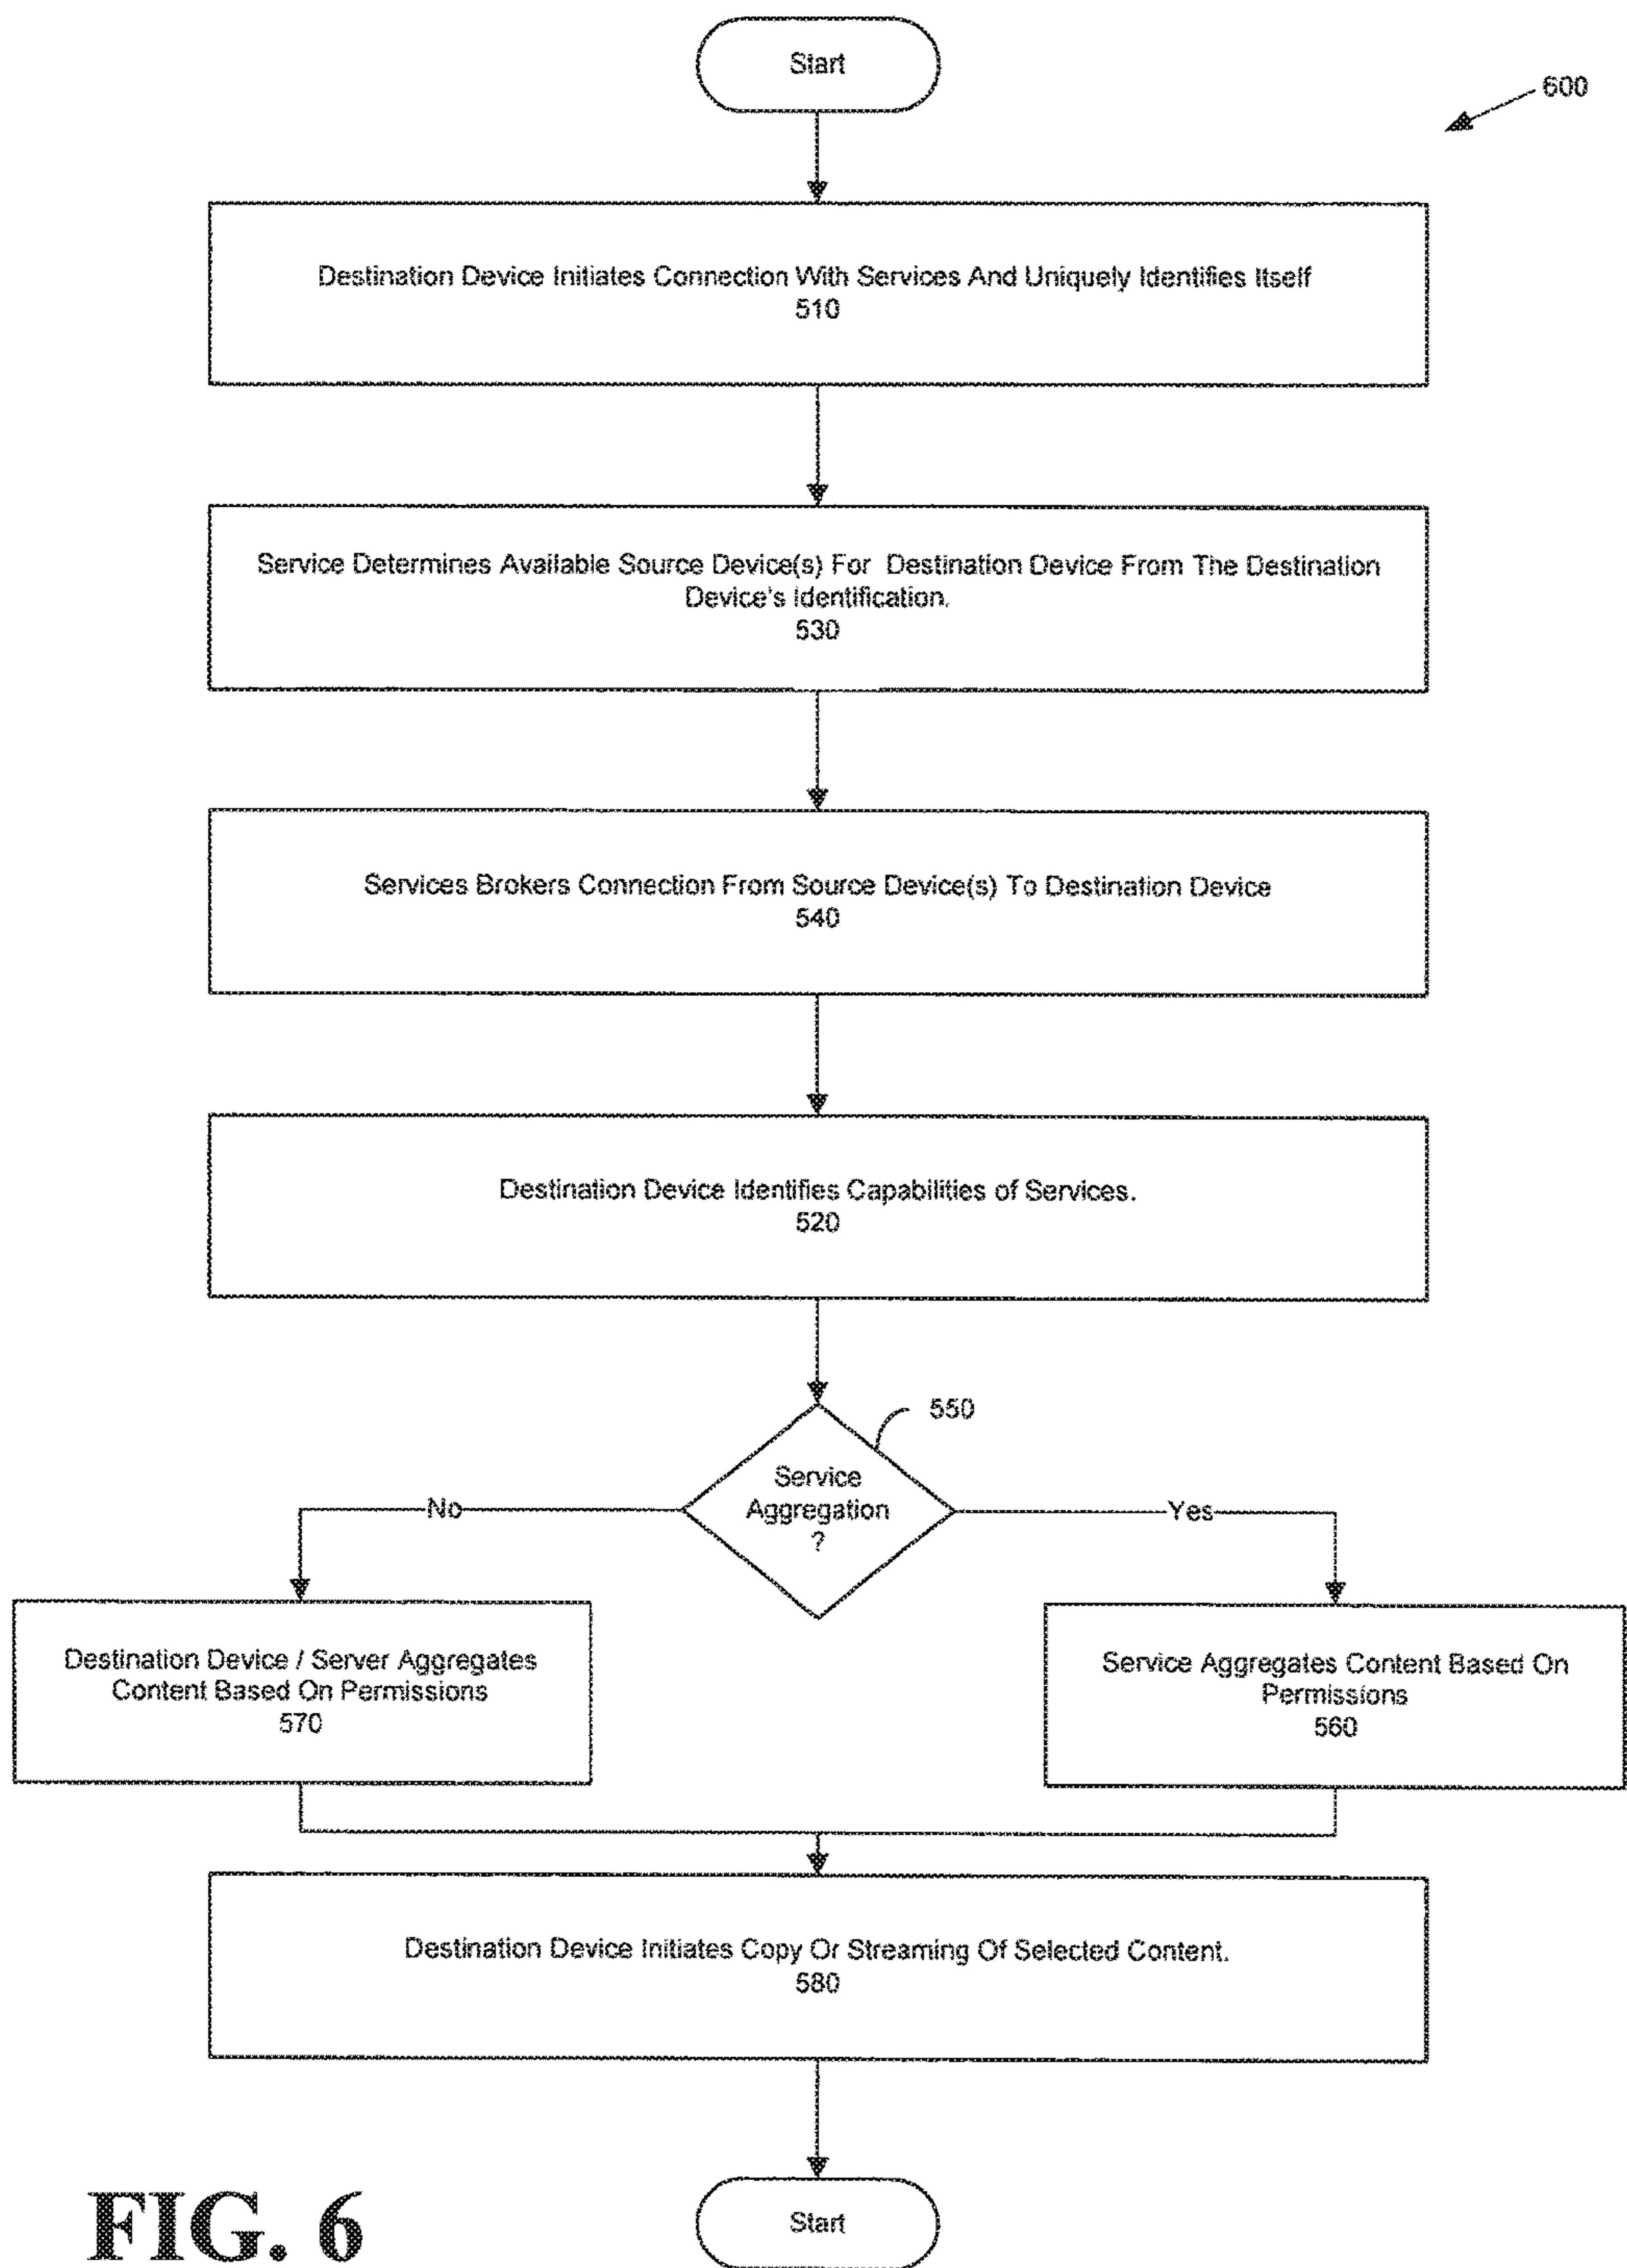 Start
600
Destination Device Initiates Connection With Services And Uniquely Identifies Itself
510
Service Determines Available Source Device(s) For Destination Device From The Destination
Device's Identification.
530
Services Brokers Connection From Source Device(s) To Destination Device
540
Destination Device Identifies Capabilities of Services.
520
550
Service
Aggregation
?
No
Yes
Destination Device / Server Aggregates
Content Based On Permissions
570
Service Aggregates Content Based On
Permissions
560
Destination Device Initiates Copy Or Streaming Of Selected Content.
580
Start
FIG. 6